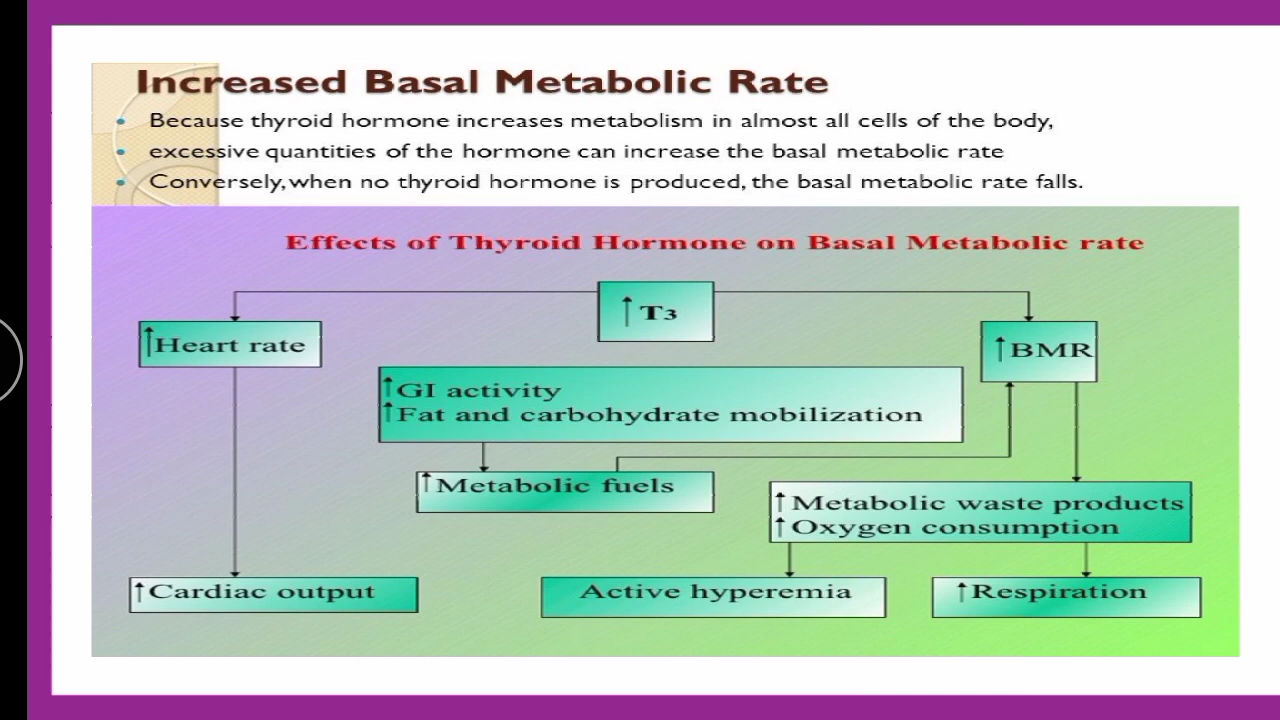 Increased Basal Metabolic Rate
• Because thyroid hormone increases metabolism in almost all cells of the body,
• excessive quantities of the hormone can increase the basal metabolic rate
• Conversely, when no thyroid hormone is produced, the basal metabolic rate falls.
Effects of Thyroid Hormone on Basal Metabolic rate
↑ T3
↑ Heart rate
↑ BMR
↑ GI activity
↑ Fat and carbohydrate mobilization
↑ Metabolic fuels
↑ Metabolic waste products
↑ Oxygen consumption
↑ Cardiac output
Active hyperemia
↑ Respiration